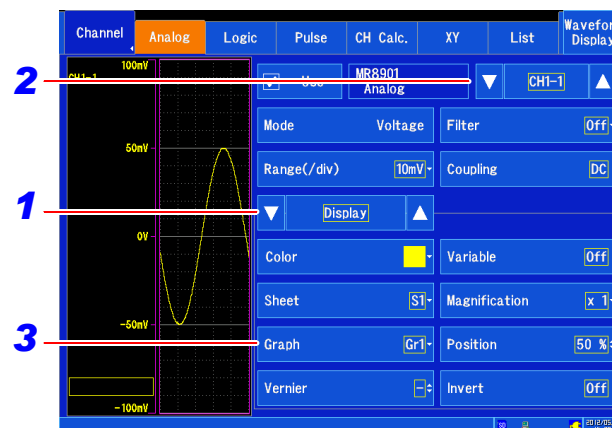 Channel Analog Logic Pulse CH Calc. XY List Wavefor
Display
100mV
MR8901
Analog
CH1-1
2
Mode Voltage Filter Off
50mV
Range(/div) 10mV Coupling DC
1
Display
0V
Color Variable Off
Sheet S1 Magnification x 1
-50mV
3
Graph Gr1 Position 50 %
Vernier - Invert Off
-100mV